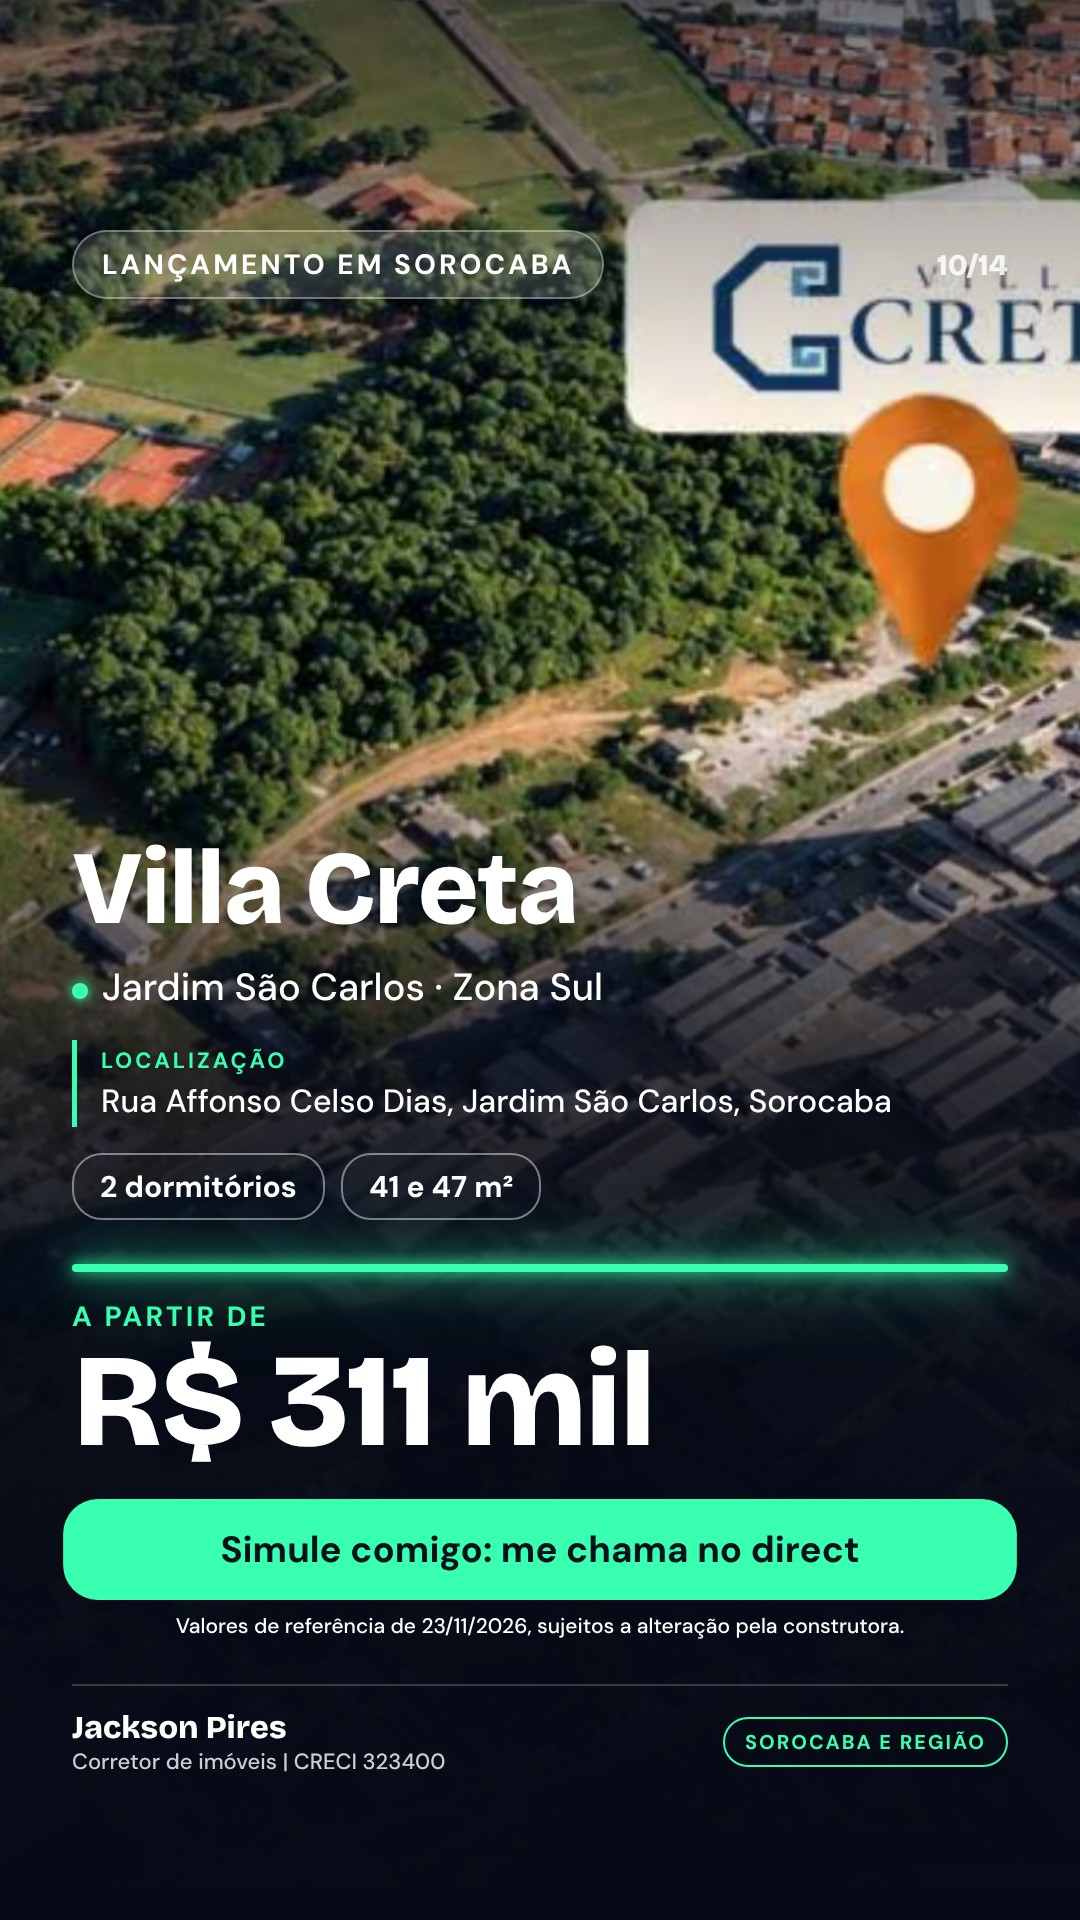 LANÇAMENTO EM SOROCABA
10/14
VILL
CRET
Villa Creta
Jardim São Carlos · Zona Sul
LOCALIZAÇÃO
Rua Affonso Celso Dias, Jardim São Carlos, Sorocaba
2 dormitórios
41 e 47 m²
A PARTIR DE
R$ 311 mil
Simule comigo: me chama no direct
Valores de referência de 23/11/2026, sujeitos a alteração pela construtora.
Jackson Pires
Corretor de imóveis | CRECI 323400
SOROCABA E REGIÃO